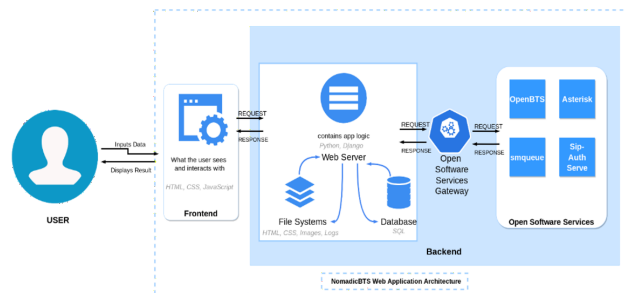 USER
Inputs Data
Displays Result
What the user sees
and interacts with
HTML, CSS, JavaScript
Frontend
REQUEST
RESPONSE
contains app logic
Python, Django
Web Server
File Systems
HTML, CSS, Images, Logs
Database
SQL
REQUEST
RESPONSE
Open
Software
Services
Gateway
REQUEST
RESPONSE
OpenBTS
Asterisk
smqueue
Sip-
Auth
Serve
Open Software Services
Backend
NomadicBTS Web Application Architecture